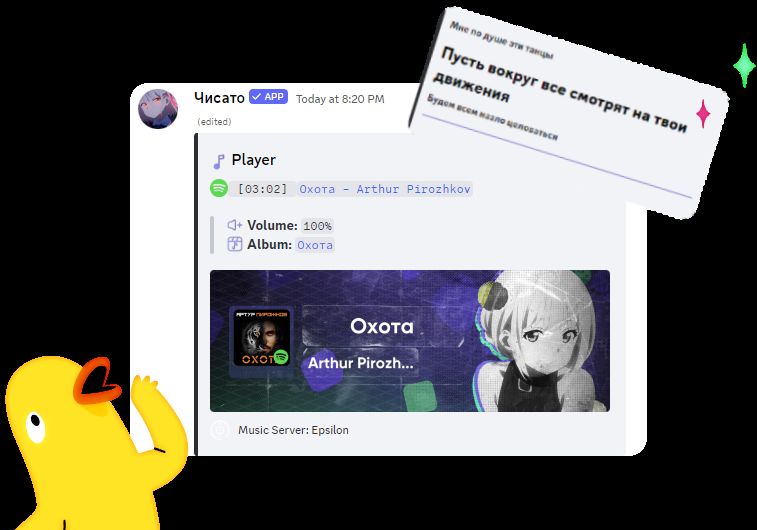 Мне по душе эти танцы
Пусть вокруг все смотрят на твои
движения
Будем всем назло целоваться
Чисато ✓ APP Today at 8:20 PM
(edited)
Player
[03:02] Охота – Arthur Pirozhkov
Volume: 100%
Album: Охота
АРТУР ПИРОЖКОВ
ОХОТА
Охота
Arthur Pirozh...
Music Server: Epsilon